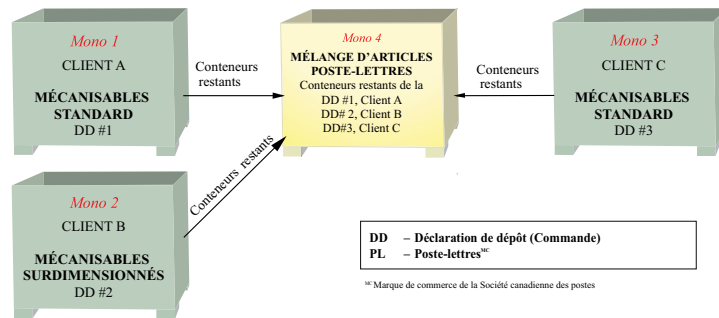 Mono 1
CLIENT A
MÉCANISABLES
STANDARD
DD #1
Conteneurs
restants
Mono 4
MÉLANGE D'ARTICLES
POSTE-LETTRES
Conteneurs restants de la
DD #1, Client A
DD# 2, Client B
DD#3, Client C
Conteneurs
restants
Mono 3
CLIENT C
MÉCANISABLES
STANDARD
DD #3
Mono 2
CLIENT B
MÉCANISABLES
SURDIMENSIONNÉS
DD #2
Conteneurs restants
DD – Déclaration de dépôt (Commande)
PL – Poste-lettresMC
MC Marque de commerce de la Société canadienne des postes